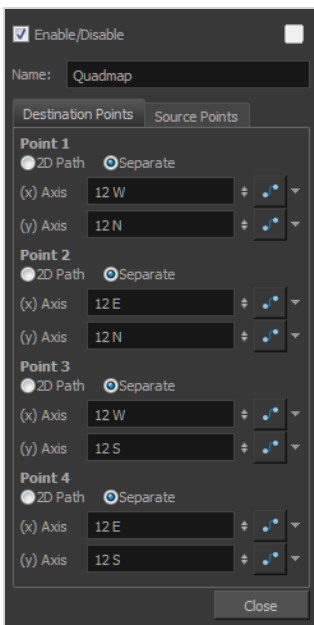 Enable/Disable
Name: Quadmap
Destination Points Source Points
Point 1
2D Path Separate
(x) Axis 12 W
(y) Axis 12 N
Point 2
2D Path Separate
(x) Axis 12 E
(y) Axis 12 N
Point 3
2D Path Separate
(x) Axis 12 W
(y) Axis 12 S
Point 4
2D Path Separate
(x) Axis 12 E
(y) Axis 12 S
Close